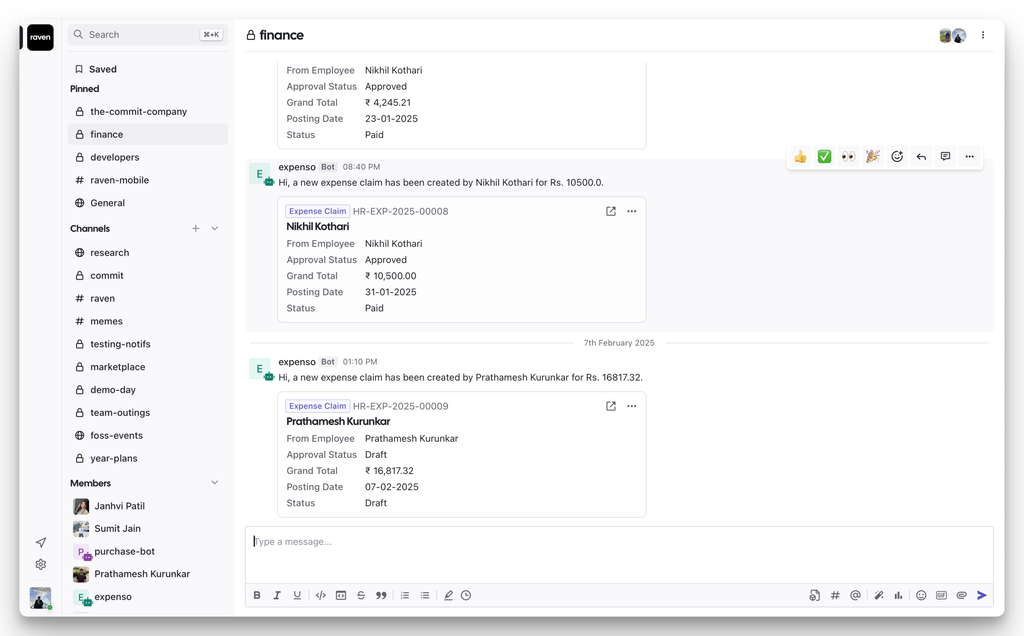 raven
Search
⌘+K
Saved
Pinned
the-commit-company
finance
developers
raven-mobile
General
Channels
research
commit
raven
memes
testing-notifs
marketplace
demo-day
team-outings
foss-events
year-plans
Members
Janhvi Patil
Sumit Jain
P purchase-bot
Prathamesh Kurunkar
E expenso
finance
From Employee Nikhil Kothari
Approval Status Approved
Grand Total ₹ 4,245.21
Posting Date 23-01-2025
Status Paid
E expenso Bot 08:40 PM
Hi, a new expense claim has been created by Nikhil Kothari for Rs. 10500.0.
Expense Claim HR-EXP-2025-00008
Nikhil Kothari
From Employee Nikhil Kothari
Approval Status Approved
Grand Total ₹ 10,500.00
Posting Date 31-01-2025
Status Paid
7th February 2025
E expenso Bot 01:10 PM
Hi, a new expense claim has been created by Prathamesh Kurunkar for Rs. 16817.32.
Expense Claim HR-EXP-2025-00009
Prathamesh Kurunkar
From Employee Prathamesh Kurunkar
Approval Status Draft
Grand Total ₹ 16,817.32
Posting Date 07-02-2025
Status Draft
Type a message...
B I U S GIF